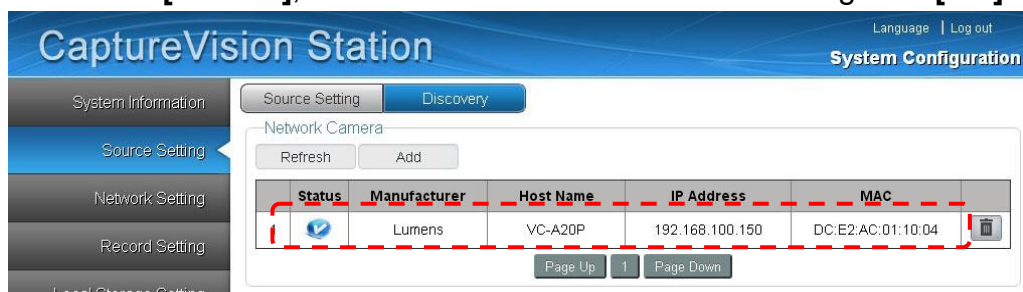 Language | Log out
CaptureVision Station
System Configuration
System Information
Source Setting
Discovery
Network Camera
Source Setting
Refresh
Add
Status Manufacturer Host Name IP Address MAC
Network Setting
Lumens VC-A20P 192.168.100.150 DC:E2:AC:01:10:04
Record Setting
Page Up 1 Page Down